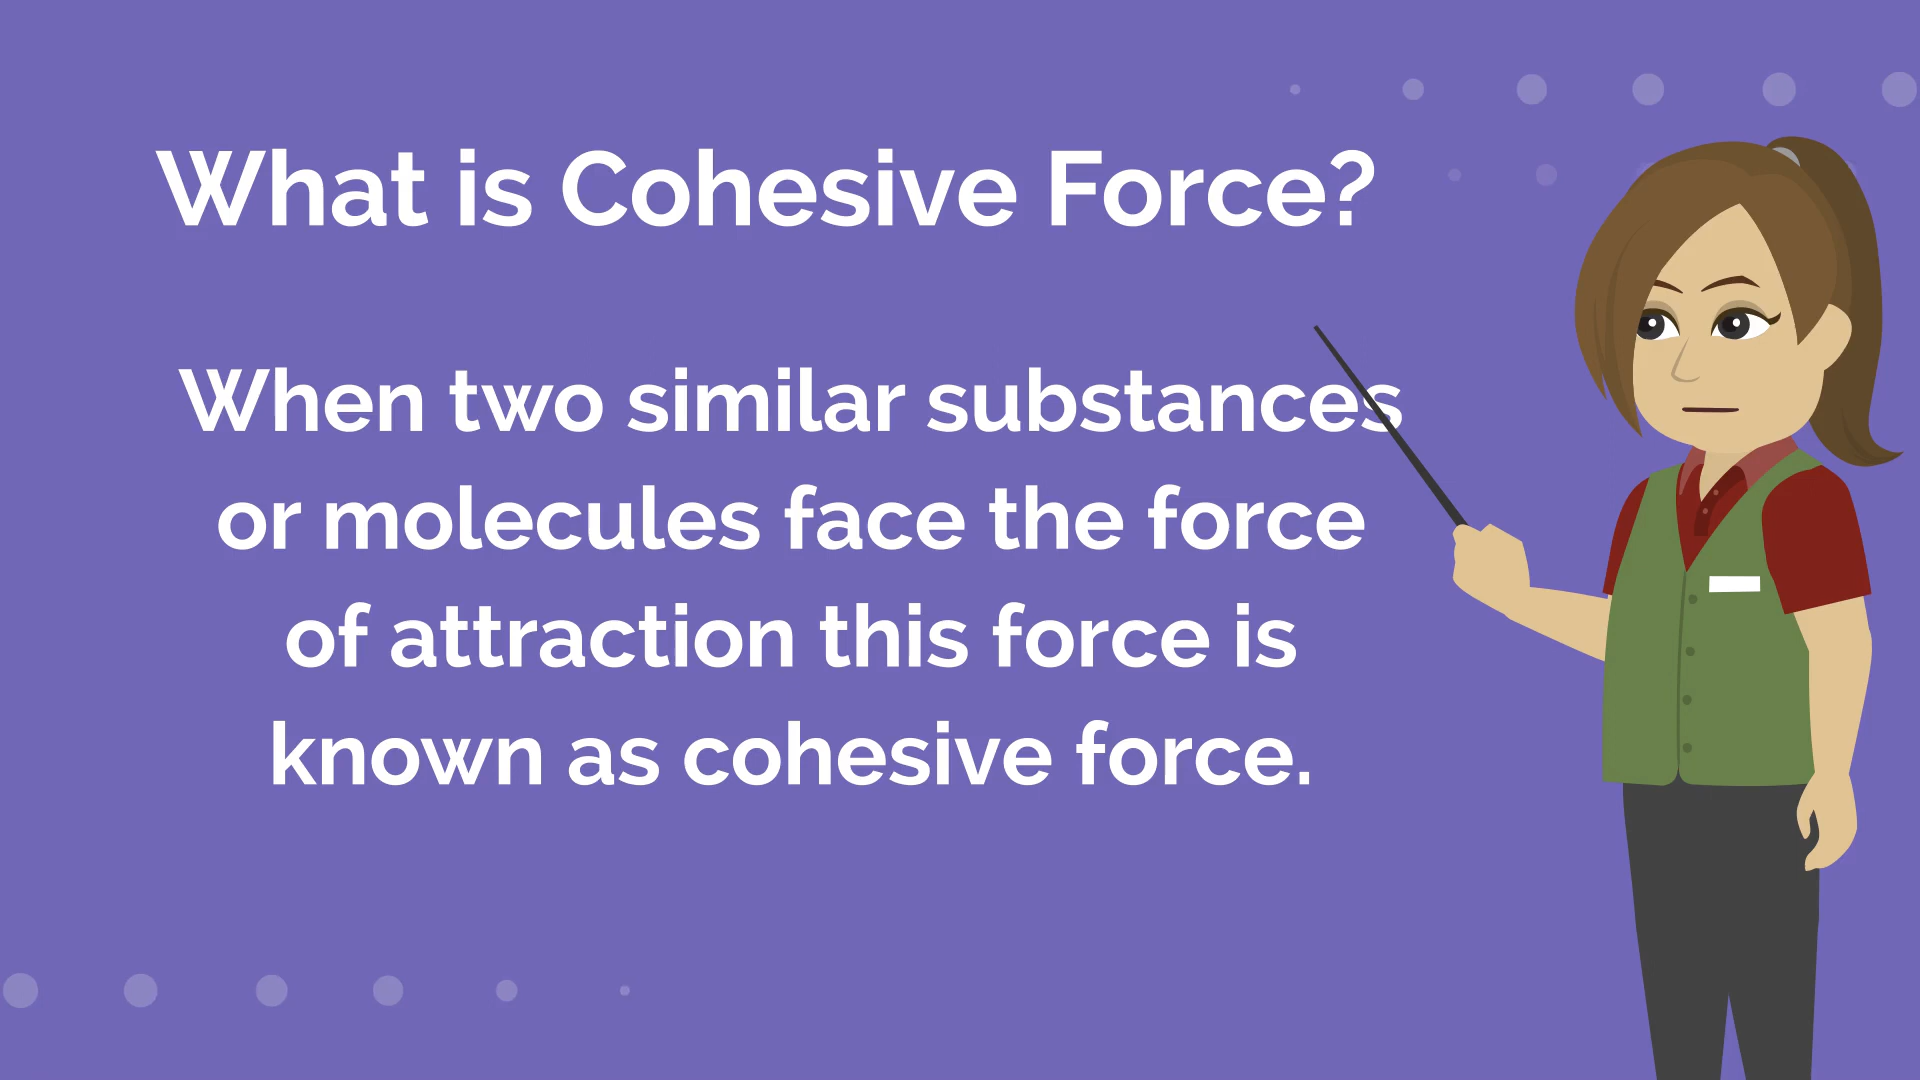 What is Cohesive Force?
When two similar substances
or molecules face the force
of attraction this force is
known as cohesive force.